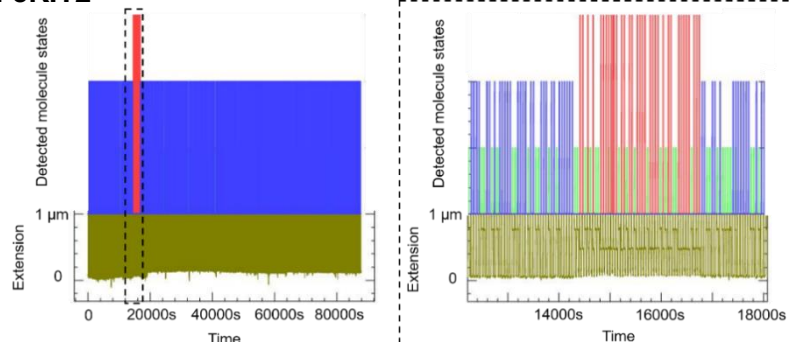 Detected molecule states
1 μm
0
Extension
0 20000s 40000s 60000s 80000s
Time
Detected molecule states
1 μm
0
Extension
14000s 16000s 18000s
Time